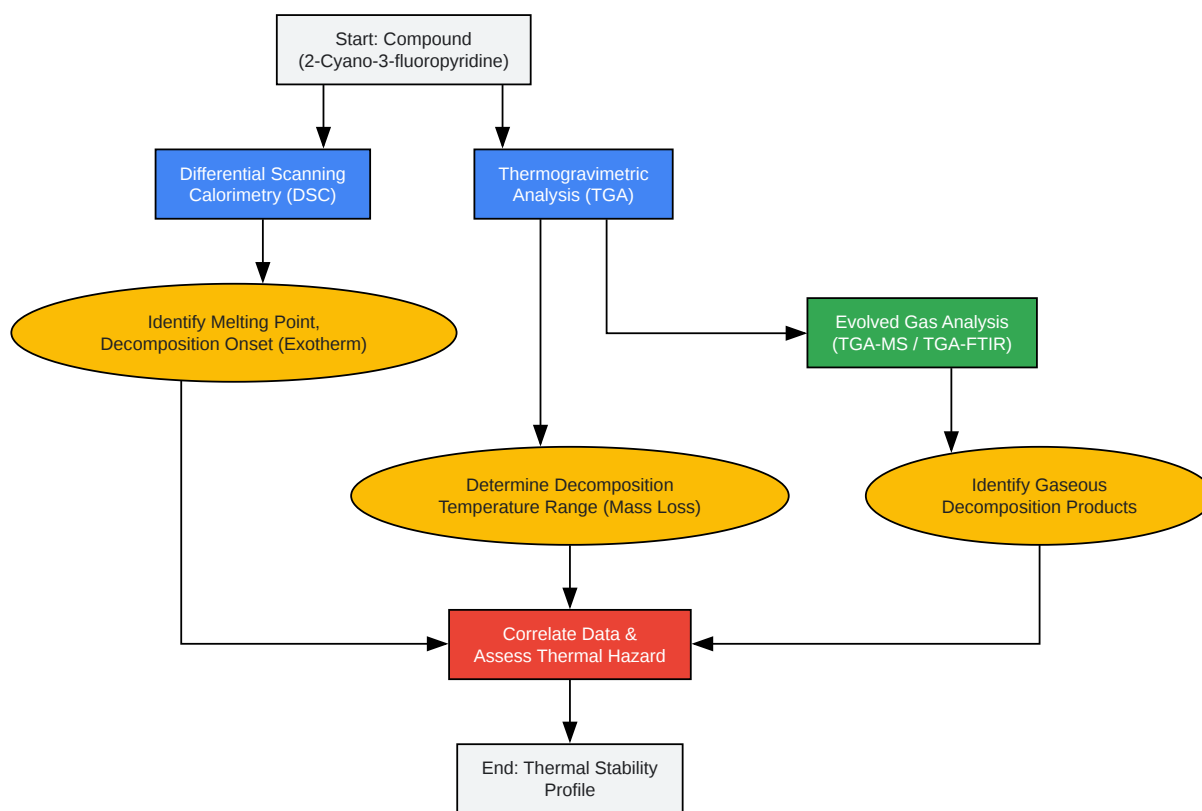 Start: Compound
(2-Cyano-3-fluoropyridine)
Differential Scanning
Calorimetry (DSC)
Thermogravimetric
Analysis (TGA)
Identify Melting Point,
Decomposition Onset (Exotherm)
Evolved Gas Analysis
(TGA-MS / TGA-FTIR)
Determine Decomposition
Temperature Range (Mass Loss)
Identify Gaseous
Decomposition Products
Correlate Data &
Assess Thermal Hazard
End: Thermal Stability
Profile